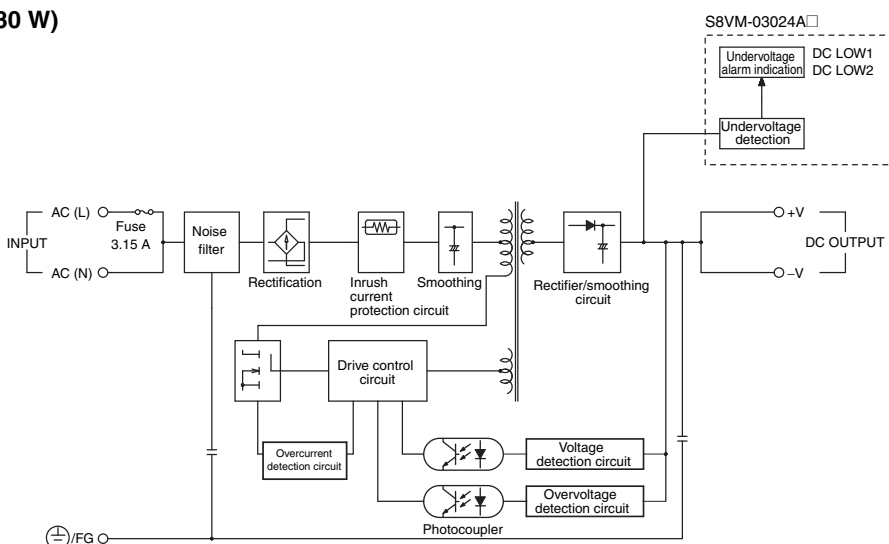 30 W)
S8VM-03024A□
Undervoltage
alarm indication
DC LOW1
DC LOW2
Undervoltage
detection
INPUT
AC (L)
AC (N)
Fuse
3.15 A
Noise
filter
Rectification
Inrush
current
protection circuit
Smoothing
Rectifier/smoothing
circuit
+V
–V
DC OUTPUT
Drive control
circuit
Overcurrent
detection circuit
Voltage
detection circuit
Overvoltage
detection circuit
Photocoupler
/FG